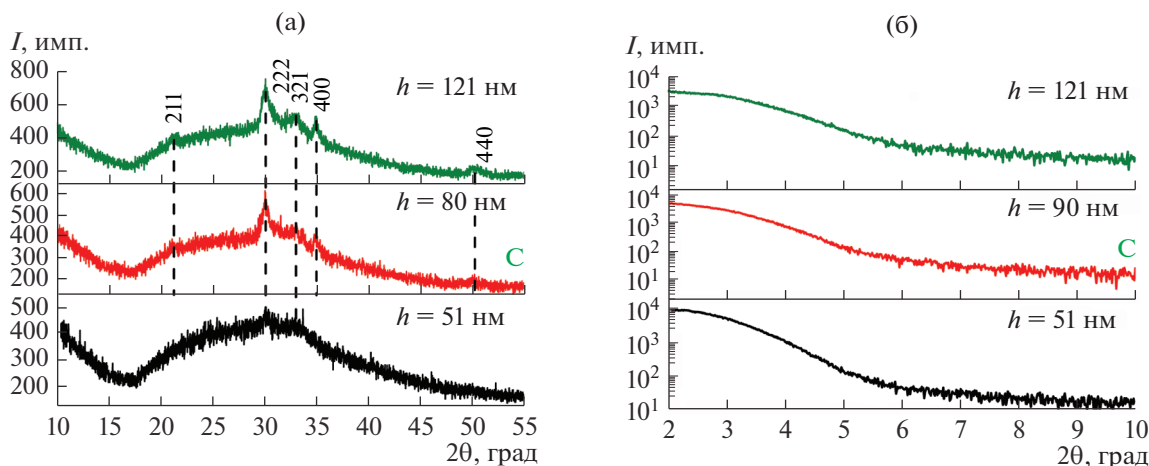 (а)
I, имп.
800
600
400
200
211
222
321
400
440
h = 121 нм
600
500
400
300
200
h = 80 нм
C
500
400
300
200
h = 51 нм
10 15 20 25 30 35 40 45 50 55
2θ, град
(б)
I, имп.
10⁴
10³
10²
10¹
h = 121 нм
10⁴
10³
10²
10¹
h = 90 нм
C
10⁴
10³
10²
10¹
h = 51 нм
2 3 4 5 6 7 8 9 10
2θ, град